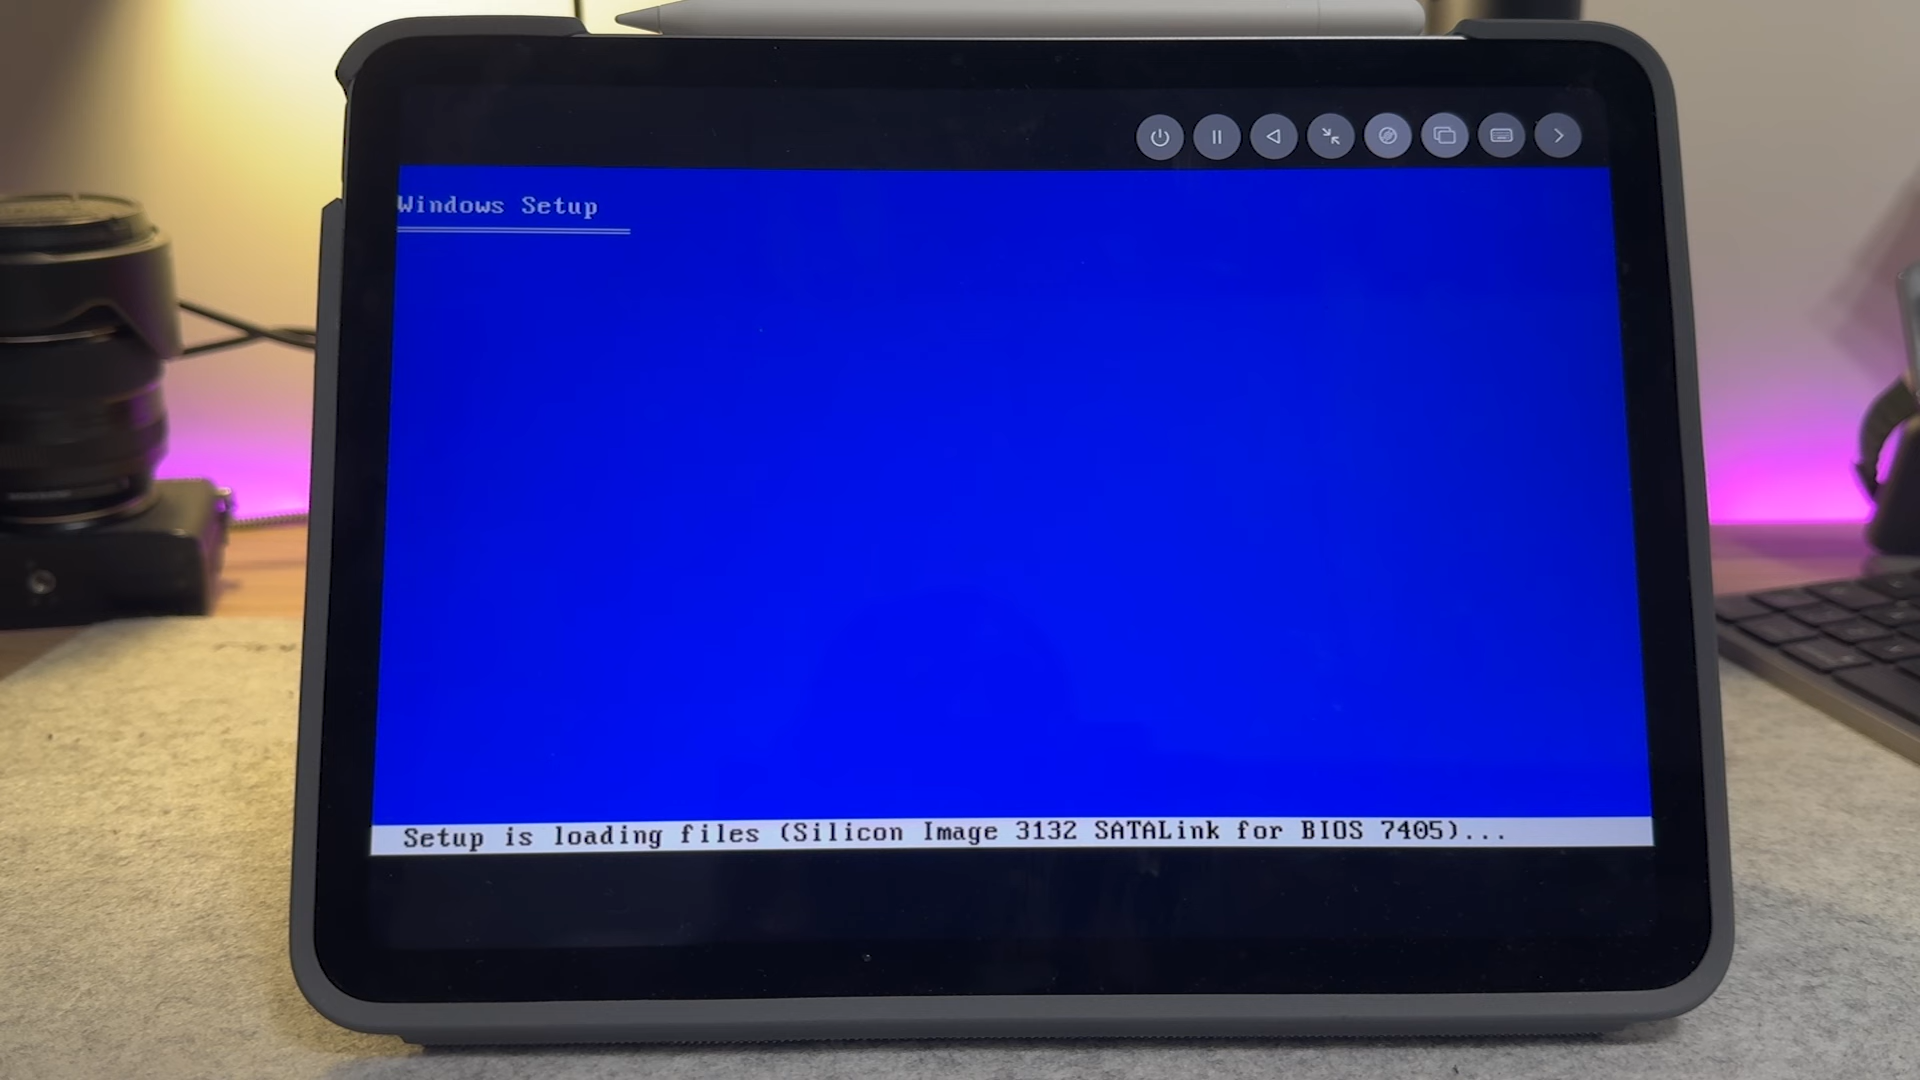 Windows Setup
Setup is loading files (Silicon Image 3132 SATALink for BIOS 7405)...